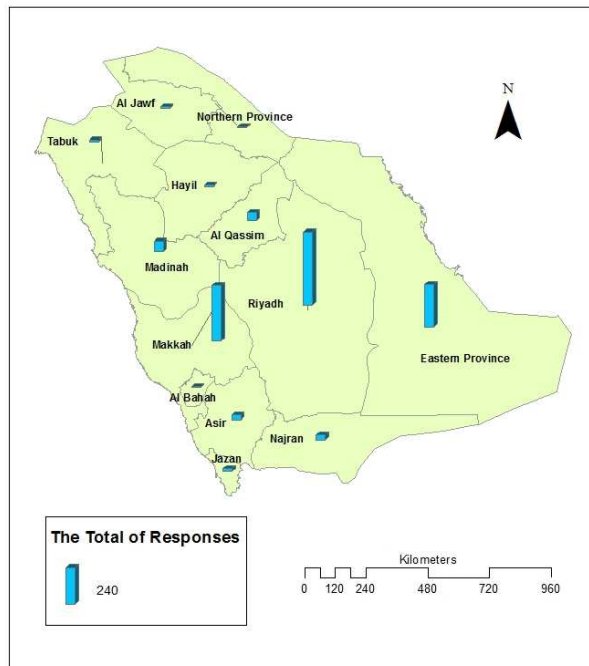 N
Al Jawf
Northern Province
Tabuk
Hayil
Al Qassim
Madinah
Riyadh
Makkah
Eastern Province
Al Bahah
Asir
Najran
Jazan
The Total of Responses
240
Kilometers
0 120 240 480 720 960